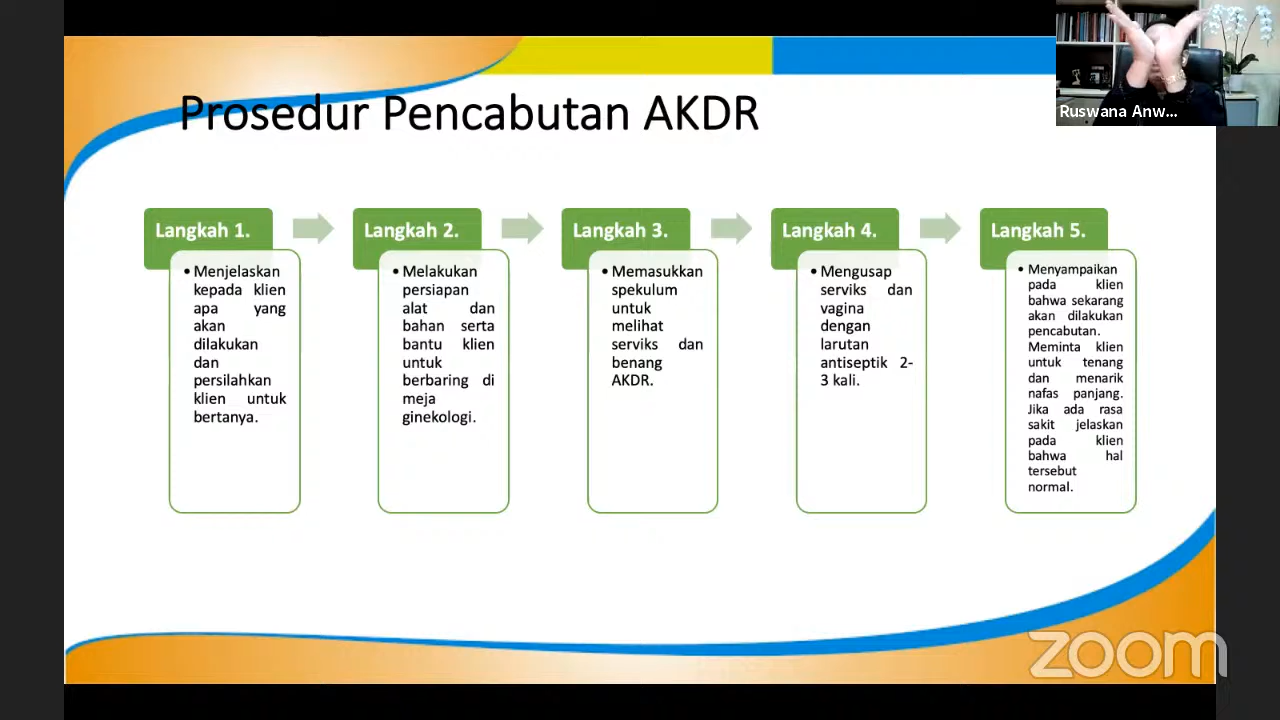 Prosedur Pencabutan AKDR
Ruswana Anw...
Langkah 1.
• Menjelaskan
kepada klien
apa yang
akan
dilakukan
dan
persilahkan
klien untuk
bertanya.
Langkah 2.
• Melakukan
persiapan
alat dan
bahan serta
bantu klien
untuk
berbaring di
meja
ginekologi.
Langkah 3.
• Memasukkan
spekulum
untuk
melihat
serviks dan
benang
AKDR.
Langkah 4.
• Mengusap
serviks dan
vagina
dengan
larutan
antiseptik 2-
3 kali.
Langkah 5.
• Menyampaikan
pada klien
bahwa sekarang
akan dilakukan
pencabutan.
Meminta klien
untuk tenang
dan menarik
nafas panjang.
Jika ada rasa
sakit jelaskan
pada klien
bahwa hal
tersebut
normal.
zoom